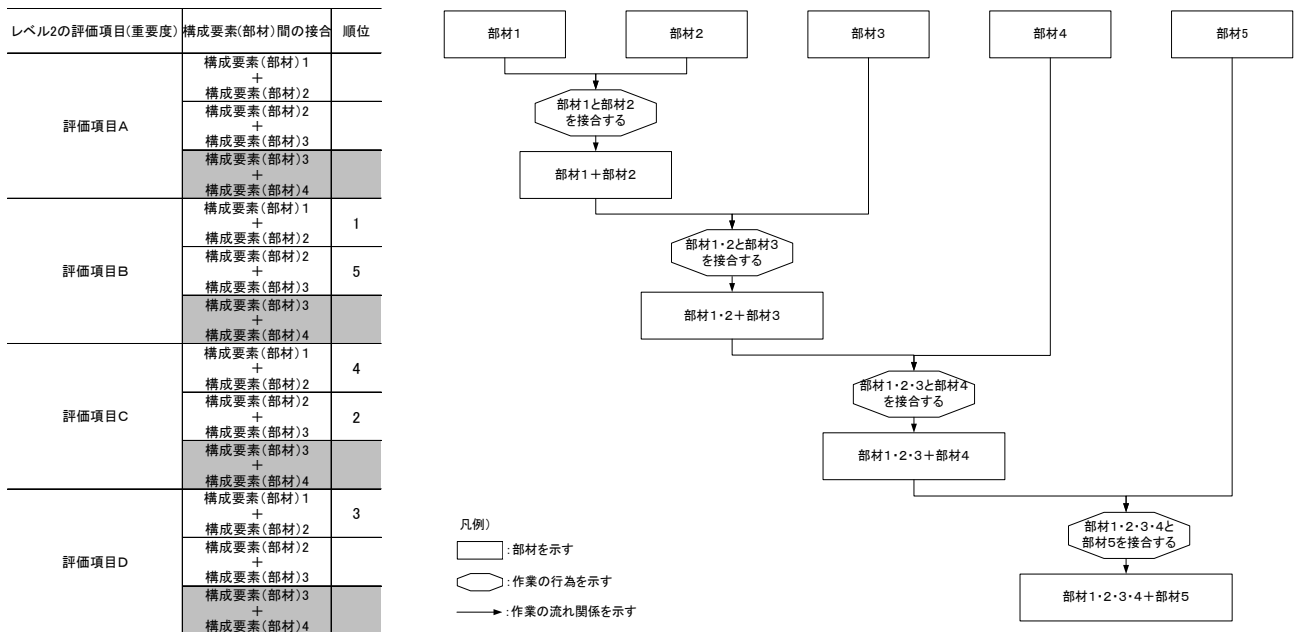 レベル2の評価項目(重要度)
構成要素(部材)間の接合
順位
評価項目A
構成要素(部材)1
+
構成要素(部材)2
構成要素(部材)2
+
構成要素(部材)3
構成要素(部材)3
+
構成要素(部材)4
評価項目B
構成要素(部材)1
+
構成要素(部材)2
1
構成要素(部材)2
+
構成要素(部材)3
5
構成要素(部材)3
+
構成要素(部材)4
評価項目C
構成要素(部材)1
+
構成要素(部材)2
4
構成要素(部材)2
+
構成要素(部材)3
2
構成要素(部材)3
+
構成要素(部材)4
評価項目D
構成要素(部材)1
+
構成要素(部材)2
3
構成要素(部材)2
+
構成要素(部材)3
構成要素(部材)3
+
構成要素(部材)4
部材1
部材2
部材3
部材4
部材5
部材1と部材2
を接合する
部材1+部材2
部材1・2と部材3
を接合する
部材1・2+部材3
部材1・2・3と部材4
を接合する
部材1・2・3+部材4
部材1・2・3・4と
部材5を接合する
部材1・2・3・4+部材5
凡例)
:部材を示す
:作業の行為を示す
:作業の流れ関係を示す